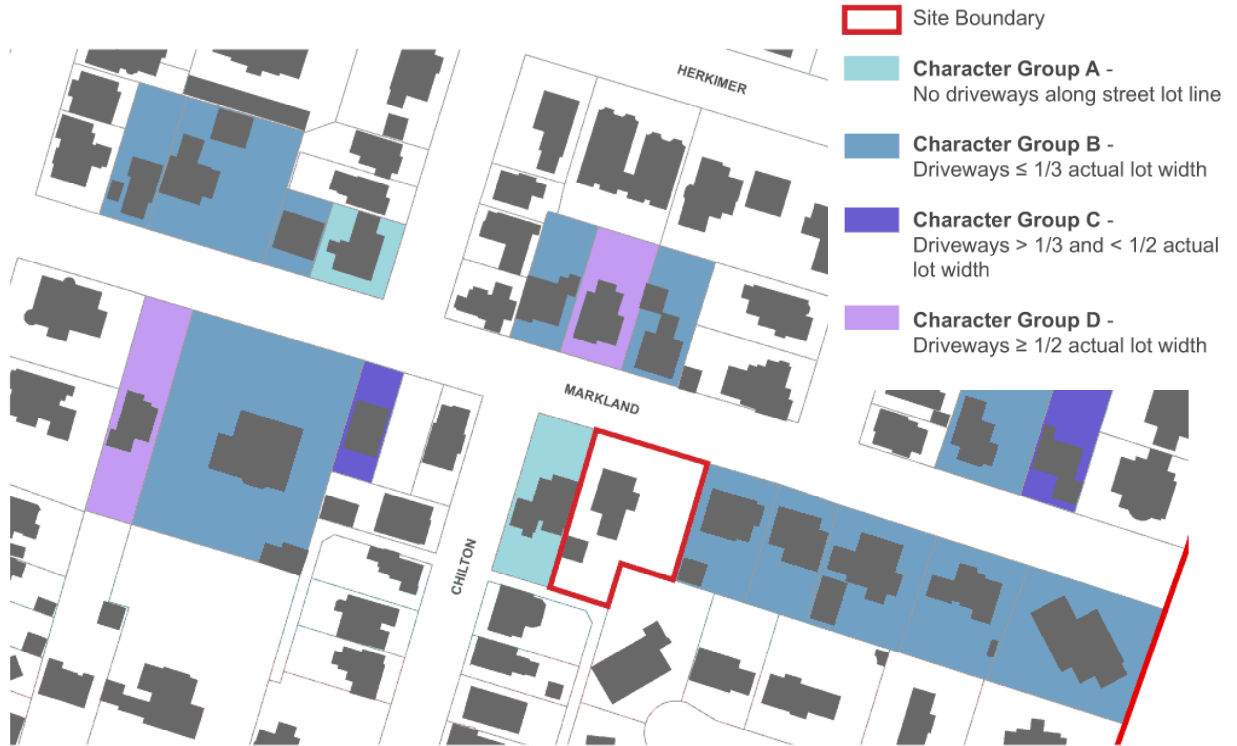 Site Boundary
Character Group A -
No driveways along street lot line
Character Group B -
Driveways ≤ 1/3 actual lot width
Character Group C -
Driveways > 1/3 and < 1/2 actual
lot width
Character Group D -
Driveways ≥ 1/2 actual lot width
HERKIMER
MARKLAND
CHILTON